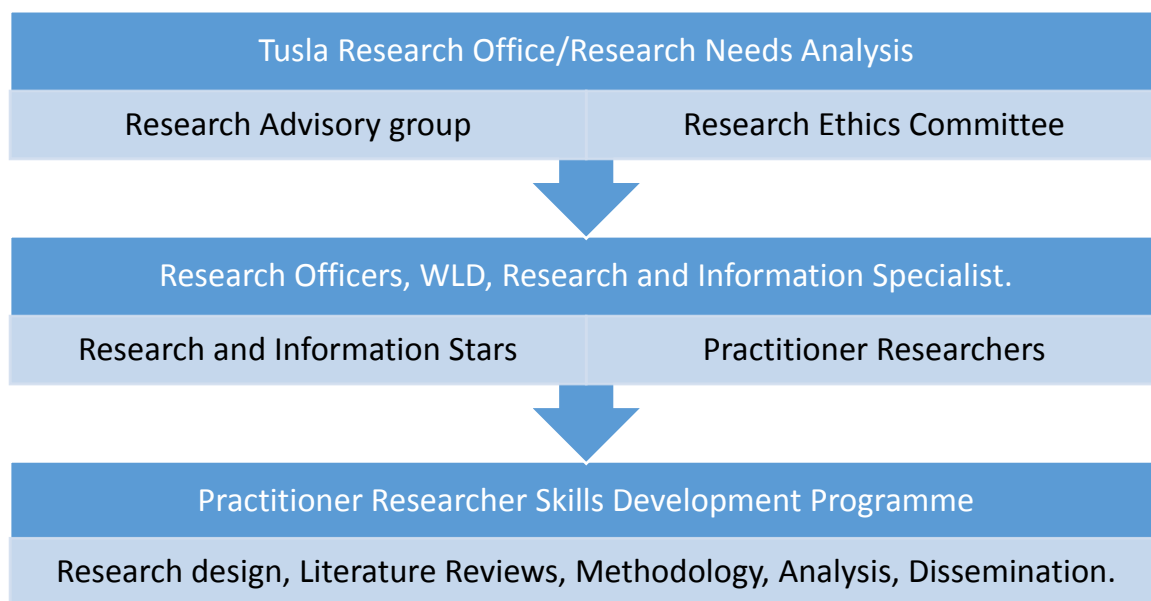 Tusla Research Office/Research Needs Analysis
Research Advisory group
Research Ethics Committee
Research Officers, WLD, Research and Information Specialist.
Research and Information Stars
Practitioner Researchers
Practitioner Researcher Skills Development Programme
Research design, Literature Reviews, Methodology, Analysis, Dissemination.